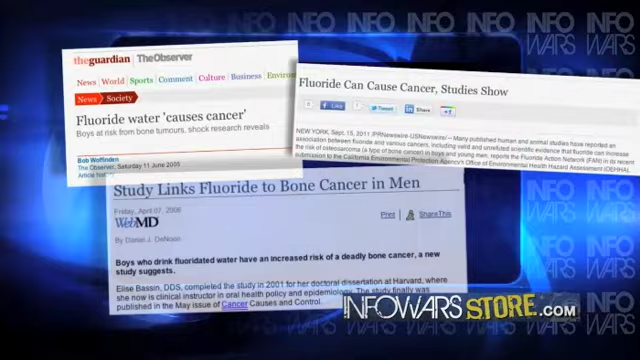 theguardian | TheObserver
News World Sports Comment Culture Business Environ
News Society
Fluoride water 'causes cancer'
Boys at risk from bone tumours, shock research reveals
Bob Woffinden
The Observer, Saturday 11 June 2005
Article
Fluoride Can Cause Cancer, Studies Show
Like Tweet Share +1
NEW YORK, Sept. 15, 2011 /PRNewswire-USNewswire/ -- Many published human and animal studies have reported an
association between fluoride and various cancers, including valid and unrefuted scientific evidence that fluoride can increase
the risk of osteosarcoma (a type of bone cancer) in boys and young men, reports the Fluoride Action Network (FAN) in its recent
submission to the California Environmental Protection Agency's Office of Environmental Health Hazard Assessment (OEHHA).
Study Links Fluoride to Bone Cancer in Men
Friday, April 07, 2006
WebMD
Print | ShareThis
By Daniel J. DeNoon
Boys who drink fluoridated water have an increased risk of a deadly bone cancer, a new
study suggests.
Elise Bassin, DDS, completed the study in 2001 for her doctoral dissertation at Harvard, where
she now is clinical instructor in oral health policy and epidemiology. The study finally was
published in the May issue of Cancer Causes and Control.
INFOWARS STORE.COM
INFO WARS